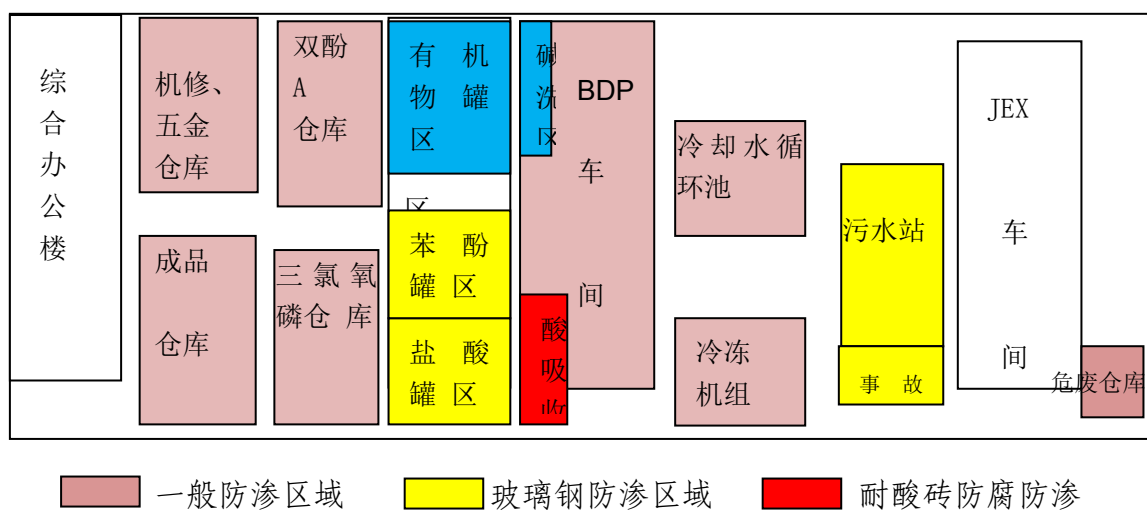 综
合
办
公
楼
机修、
五金
仓库
成品
仓库
双酚
A
仓库
三氯氧
磷仓 库
有 机
物 罐
区
区
苯 酚
罐 区
盐 酸
罐 区
碱
洗
区
BDP
车
间
酸
吸
收
冷却水循
环池
冷冻
机组
污水站
事 故
JEX
车
间
危废仓库
一般防渗区域
玻璃钢防渗区域
耐酸砖防腐防渗